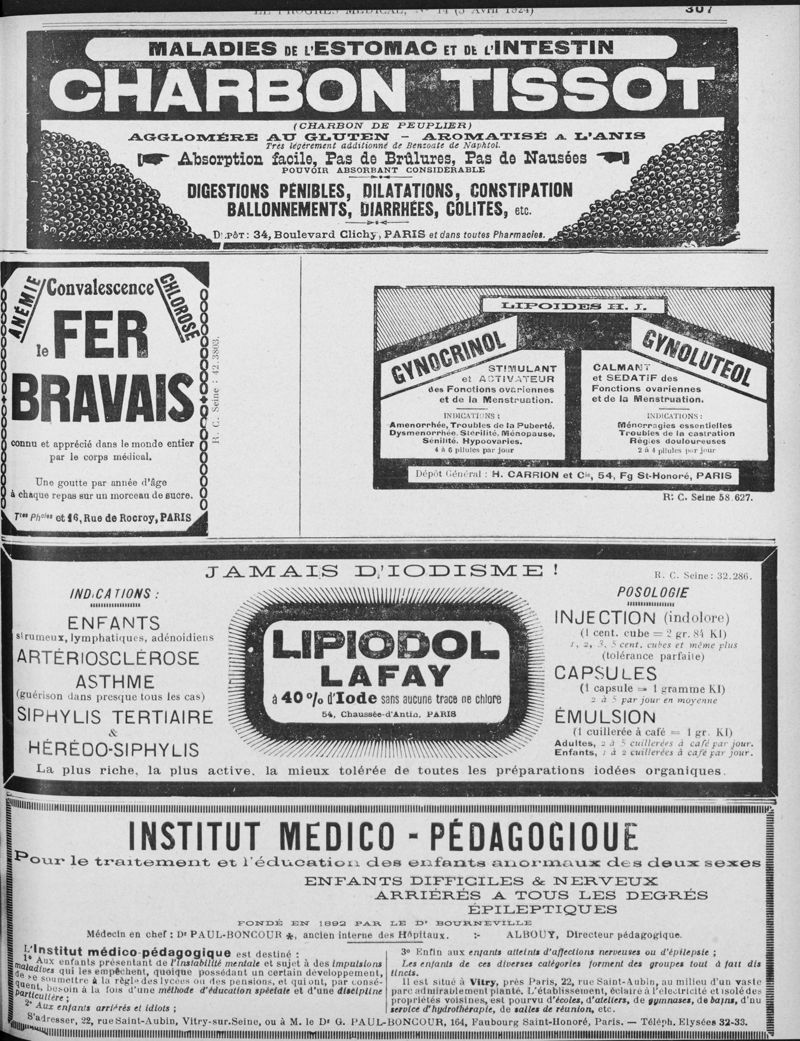 LE PROGRÈS MÉDICAL, N° 14 (5 Avril 1924) 307
MALADIES DE L'ESTOMAC ET DE L'INTESTIN
CHARBON TISSOT
(CHARBON DE PEUPLIER)
AGGLOMÉRÉ AU GLUTEN - AROMATISÉ A L'ANIS
Très légèrement additionné de Benzoate de Naphtol.
Absorption facile, Pas de Brûlures, Pas de Nausées
POUVOIR ABSORBANT CONSIDÉRABLE
DIGESTIONS PÉNIBLES, DILATATIONS, CONSTIPATION
BALLONNEMENTS, DIARRHÉES, COLITES, etc.
DÉPÔT : 34, Boulevard Clichy, PARIS et dans toutes Pharmacies.
ANÉMIE Convalescence CHLOROSE
le FER
BRAVAIS
connu et apprécié dans le monde entier
par le corps médical.
Une goutte par année d'âge
à chaque repas sur un morceau de sucre.
Ttes Phcies et 16, Rue de Rocroy, PARIS
R. C. Seine : 42.3803.
LIPOIDES H. I.
GYNOCRINOL
STIMULANT
et ACTIVATEUR
des Fonctions ovariennes
et de la Menstruation.
INDICATIONS :
Amenorrhée, Troubles de la Puberté,
Dysmenorrhée, Stérilité, Ménopause,
Sénilité, Hypoovaries.
4 à 6 pilules par jour
GYNOLUTEOL
CALMANT
et SÉDATIF des
Fonctions ovariennes
et de la Menstruation.
INDICATIONS :
Ménorragies essentielles
Troubles de la castration
Règles douloureuses
2 à 4 pilules par jour
Dépôt Général : H. CARRION et Cie, 54, Fg St-Honoré, PARIS
R. C. Seine 58.627.
JAMAIS D'IODISME !
R. C. Seine : 32.286.
INDICATIONS :
ENFANTS
strumeux, lymphatiques, adénoïdiens
ARTÉRIOSCLÉROSE
ASTHME
(guérison dans presque tous les cas)
SIPHYLIS TERTIAIRE
&
HÉRÉDO-SIPHYLIS
LIPIODOL
LAFAY
à 40 % d'Iode sans aucune trace de chlore
54, Chaussée-d'Antin, PARIS
POSOLOGIE
INJECTION (indolore)
(1 cent. cube = 2 gr. 84 KI)
1, 2, 3, 5 cent. cubes et même plus
(tolérance parfaite)
CAPSULES
(1 capsule = 1 gramme KI)
2 à 5 par jour en moyenne
ÉMULSION
(1 cuillerée à café = 1 gr. KI)
Adultes, 2 à 5 cuillerées à café par jour.
Enfants, 1 à 2 cuillerées à café par jour.
La plus riche, la plus active, la mieux tolérée de toutes les préparations iodées organiques.
INSTITUT MÉDICO - PÉDAGOGIQUE
Pour le traitement et l'éducation des enfants anormaux des deux sexes
ENFANTS DIFFICILES & NERVEUX
ARRIÉRÉS A TOUS LES DEGRÉS
ÉPILEPTIQUES
FONDÉ EN 1892 PAR LE Dr BOURNEVILLE
Médecin en chef : Dr PAUL-BONCOUR ✻, ancien interne des Hôpitaux. :- ALBOUY, Directeur pédagogique.
L'Institut médico-pédagogique est destiné :
1° Aux enfants présentant de l'instabilité mentale et sujet à des impulsions
maladives qui les empêchent, quoique possédant un certain développement,
de se soumettre à la règle des lycées ou des pensions, et qui ont, par consé-
quent, besoin à la fois d'une méthode d'éducation spéciale et d'une discipline
particulière ;
2° Aux enfants arriérés et idiots ;
3° Enfin aux enfants atteints d'affections nerveuses ou d'épilepsie ;
Les enfants de ces diverses catégories forment des groupes tout à fait dis
tincts.
Il est situé à Vitry, près Paris, 22, rue Saint-Aubin, au milieu d'un vaste
parc admirablement planté. L'établissement, éclairé à l'électricité et isolé des
propriétés voisines, est pourvu d'écoles, d'ateliers, de gymnases, de bains, d'nu
service d'hydrothérapie, de salles de réunion, etc.
S'adresser, 22, rue Saint-Aubin, Vitry-sur.Seine, ou à M. le Dr G. PAUL-BONCOUR, 164, Faubourg Saint-Honoré, Paris. — Téléph. Elysées 32-33.